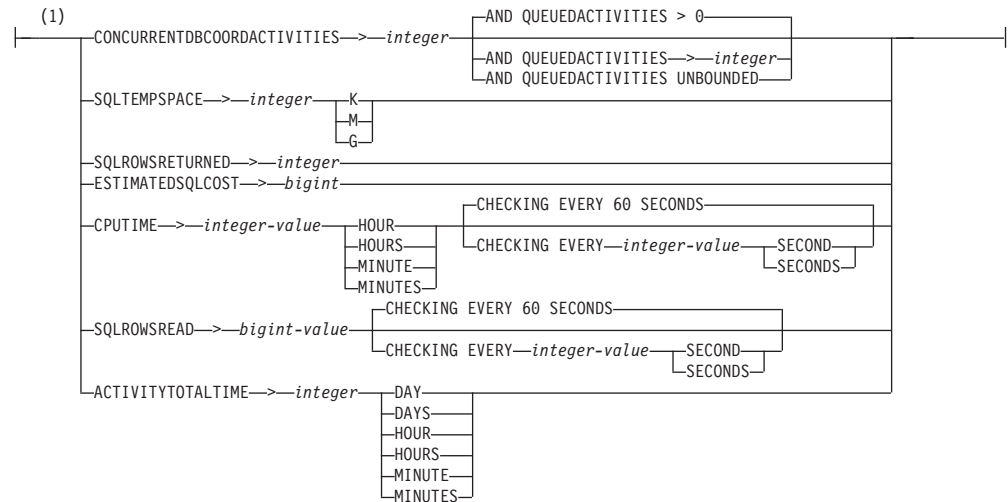 (1)
AND QUEUEDACTIVITIES > 0
CONCURRENTDBCOORDACTIVITIES > integer
AND QUEUEDACTIVITIES > integer
AND QUEUEDACTIVITIES UNBOUNDED
SQLTEMPSPACE > integer K
M
G
SQLROWSRETURNED > integer
ESTIMATEDSQLCOST > bigint
CHECKING EVERY 60 SECONDS
CPUTIME > integer-value HOUR
HOURS CHECKING EVERY integer-value SECOND
MINUTE SECONDS
MINUTES
CHECKING EVERY 60 SECONDS
SQLROWSREAD > bigint-value
CHECKING EVERY integer-value SECOND
SECONDS
ACTIVITYTOTALTIME > integer DAY
DAYS
HOUR
HOURS
MINUTE
MINUTES